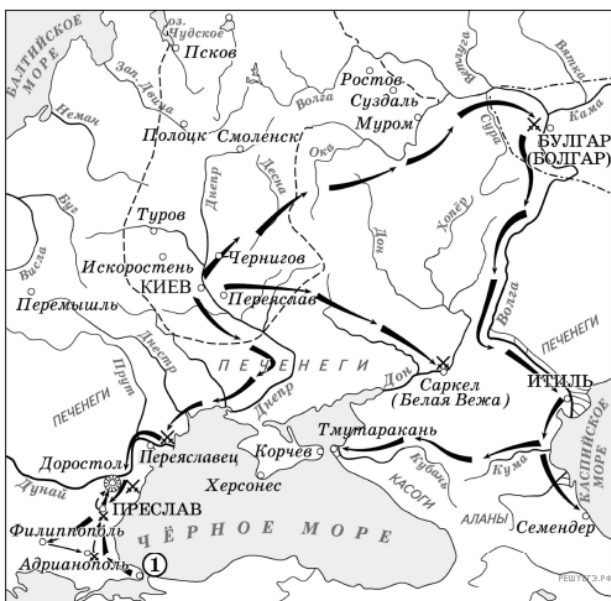 БАЛТИЙСКОЕ
МОРЕ
оз.
Чудское
Псков
Зап. Двина
Неман
Полоцк
Смоленск
Волга
Ростов
Суздаль
Муром
Ветлуга
Вятка
Кама
Сура
БУЛГАР
(БОЛГАР)
Ока
Днепр
Десна
Дон
Хопёр
Буг
Висла
Туров
Чернигов
Искоростень
КИЕВ
Переяслав
Перемышль
Волга
Днестр
Прут
ПЕЧЕНЕГИ
ПЕЧЕНЕГИ
ПЕЧЕНЕГИ
Днепр
Дон
Саркел
(Белая Вежа)
ИТИЛЬ
Тмутаракань
Корчев
Переяславец
Доростол
Дунай
Херсонес
Кубань
Кума
КАСПИЙСКОЕ
МОРЕ
КАСОГИ
АЛАНЫ
Семендер
ПРЕСЛАВ
Филиппополь
ЧЁРНОЕ МОРЕ
Адрианополь
1
РЕШУЕГЭ.РФ